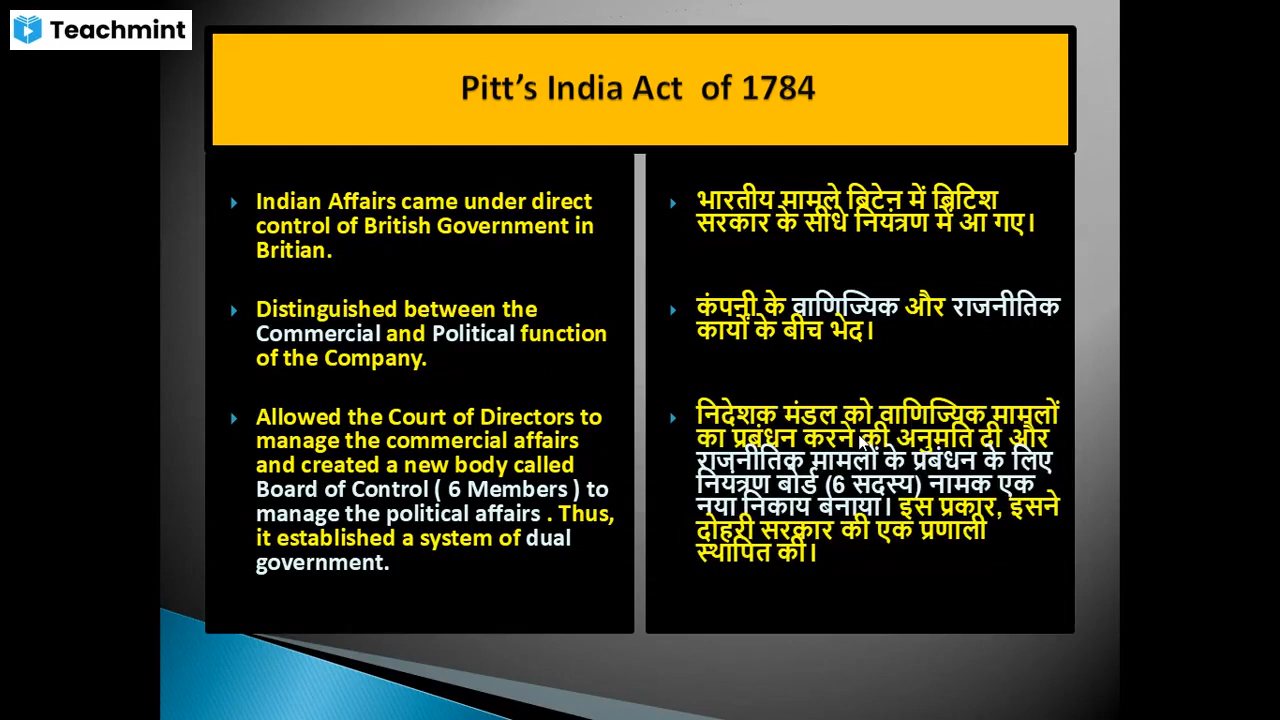 Teachmint
Pitt’s India Act of 1784
Indian Affairs came under direct
control of British Government in
Britian.
Distinguished between the
Commercial and Political function
of the Company.
Allowed the Court of Directors to
manage the commercial affairs
and created a new body called
Board of Control ( 6 Members ) to
manage the political affairs . Thus,
it established a system of dual
government.
भारतीय मामले ब्रिटेन में ब्रिटिश
सरकार के सीधे नियंत्रण में आ गए।
कंपनी के वाणिज्यिक और राजनीतिक
कार्यों के बीच भेद।
निदेशक मंडल को वाणिज्यिक मामलों
का प्रबंधन करने की अनुमति दी और
राजनीतिक मामलों के प्रबंधन के लिए
नियंत्रण बोर्ड (6 सदस्य) नामक एक
नया निकाय बनाया। इस प्रकार, इसने
दोहरी सरकार की एक प्रणाली
स्थापित की।